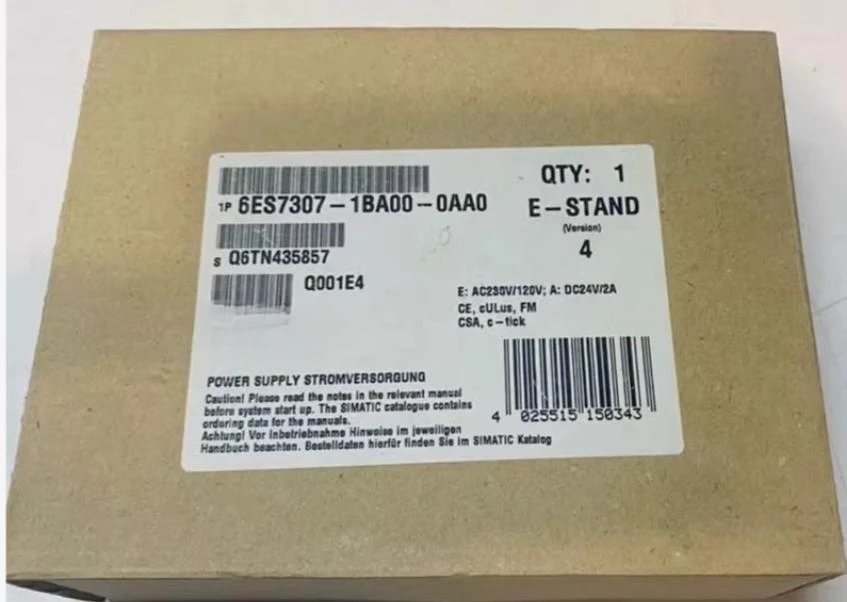 QTY: 1
1P 6ES7307-1BA00-0AA0
E-STAND
(Version)
4
S Q6TN435857
Q001E4
E: AC230V/120V; A: DC24V/2A
CE, cULus, FM
CSA, c-tick
POWER SUPPLY STROMVERSORGUNG
Caution! Please read the notes in the relevant manual
before system start up. The SIMATIC catalogue contains
ordering data for the manuals.
Achtung! Vor Inbetriebnahme Hinweise im jeweiligen
Handbuch beachten. Bestelldaten hierfür finden Sie im SIMATIC Katalog
4 025515 150343